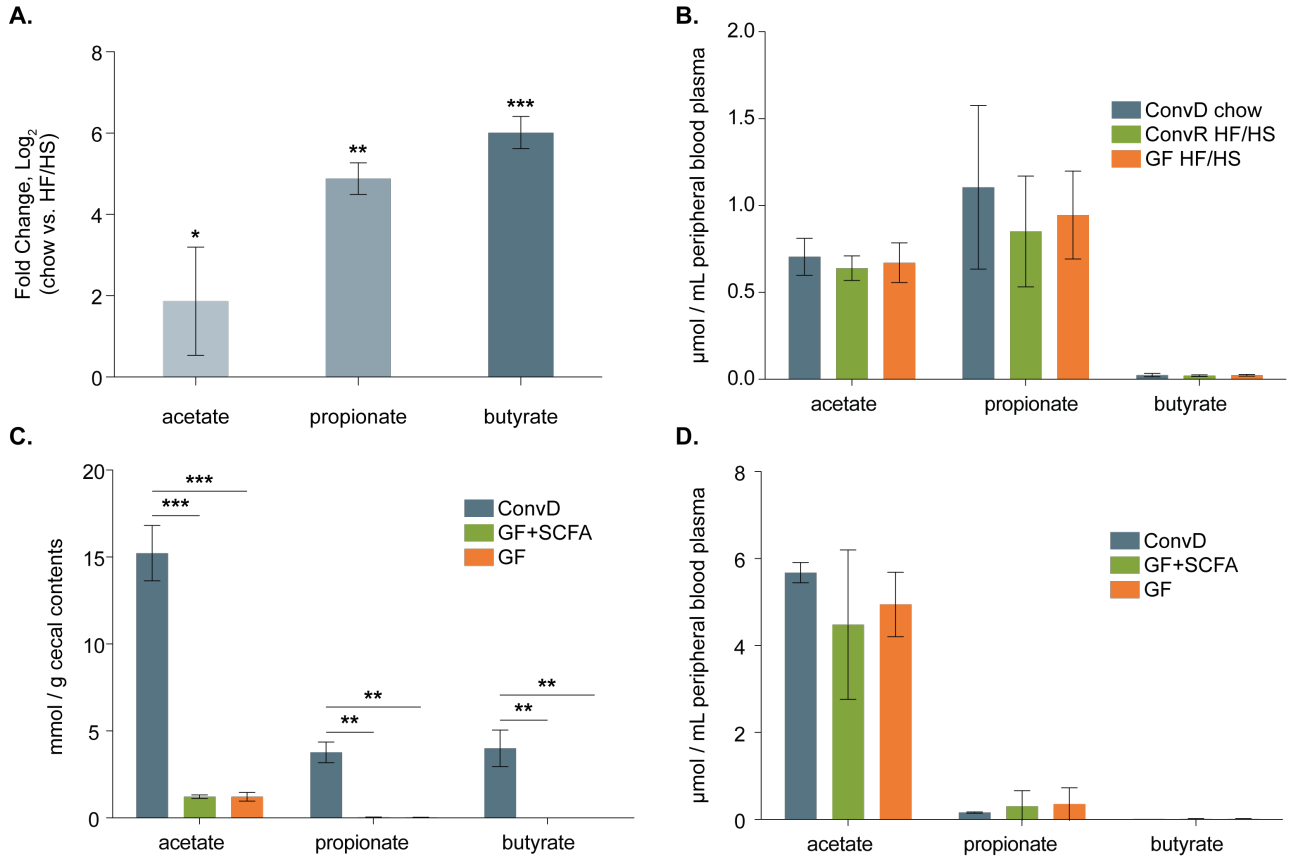 A.
Fold Change, Log2
(chow vs. HF/HS)
8
6
4
2
0
*
**
***
acetate
propionate
butyrate
B.
µmol / mL peripheral blood plasma
2.0
1.5
1.0
0.5
0.0
ConvD chow
ConvR HF/HS
GF HF/HS
acetate
propionate
butyrate
C.
mmol / g cecal contents
20
15
10
5
0
***
***
**
**
**
**
ConvD
GF+SCFA
GF
acetate
propionate
butyrate
D.
µmol / mL peripheral blood plasma
8
6
4
2
0
ConvD
GF+SCFA
GF
acetate
propionate
butyrate